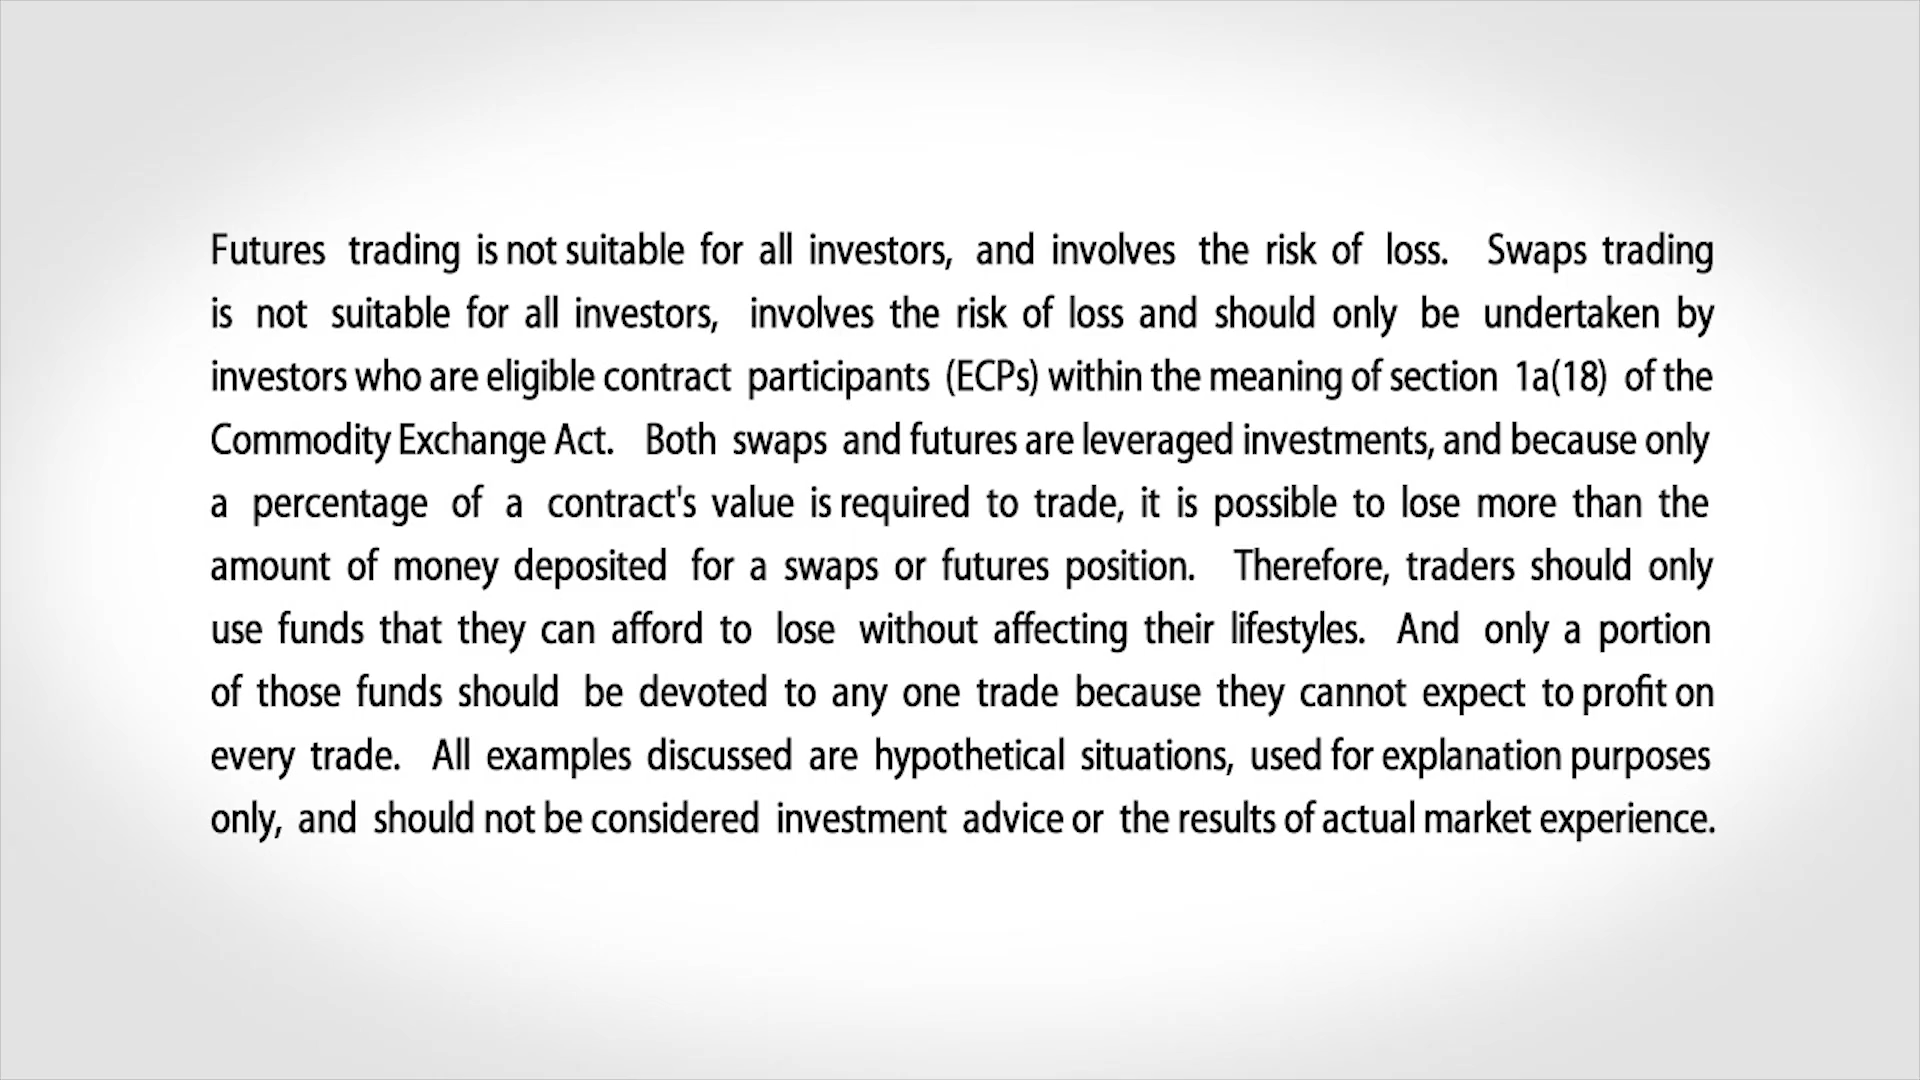 Futures trading is not suitable for all investors, and involves the risk of loss. Swaps trading
is not suitable for all investors, involves the risk of loss and should only be undertaken by
investors who are eligible contract participants (ECPs) within the meaning of section 1a(18) of the
Commodity Exchange Act. Both swaps and futures are leveraged investments, and because only
a percentage of a contract's value is required to trade, it is possible to lose more than the
amount of money deposited for a swaps or futures position. Therefore, traders should only
use funds that they can afford to lose without affecting their lifestyles. And only a portion
of those funds should be devoted to any one trade because they cannot expect to profit on
every trade. All examples discussed are hypothetical situations, used for explanation purposes
only, and should not be considered investment advice or the results of actual market experience.